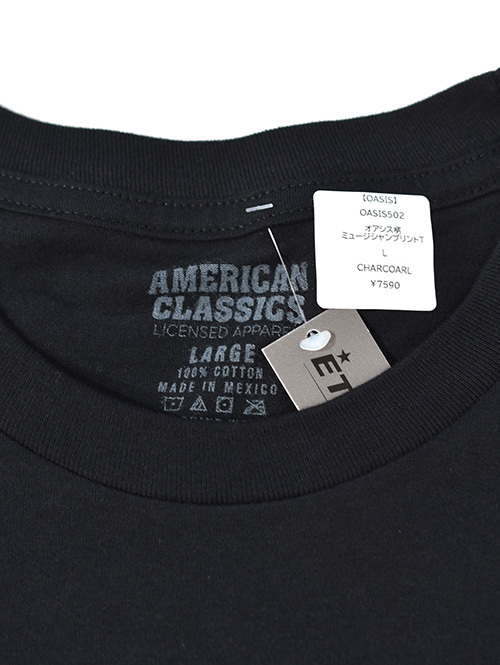 【OASIS】
OASIS502
オアシス柄
ミュージシャンプリントT
L
CHARCOARL
¥7590
AMERICAN
CLASSICS
LICENSED APPAREL
LARGE
100% COTTON
MADE IN MEXICO